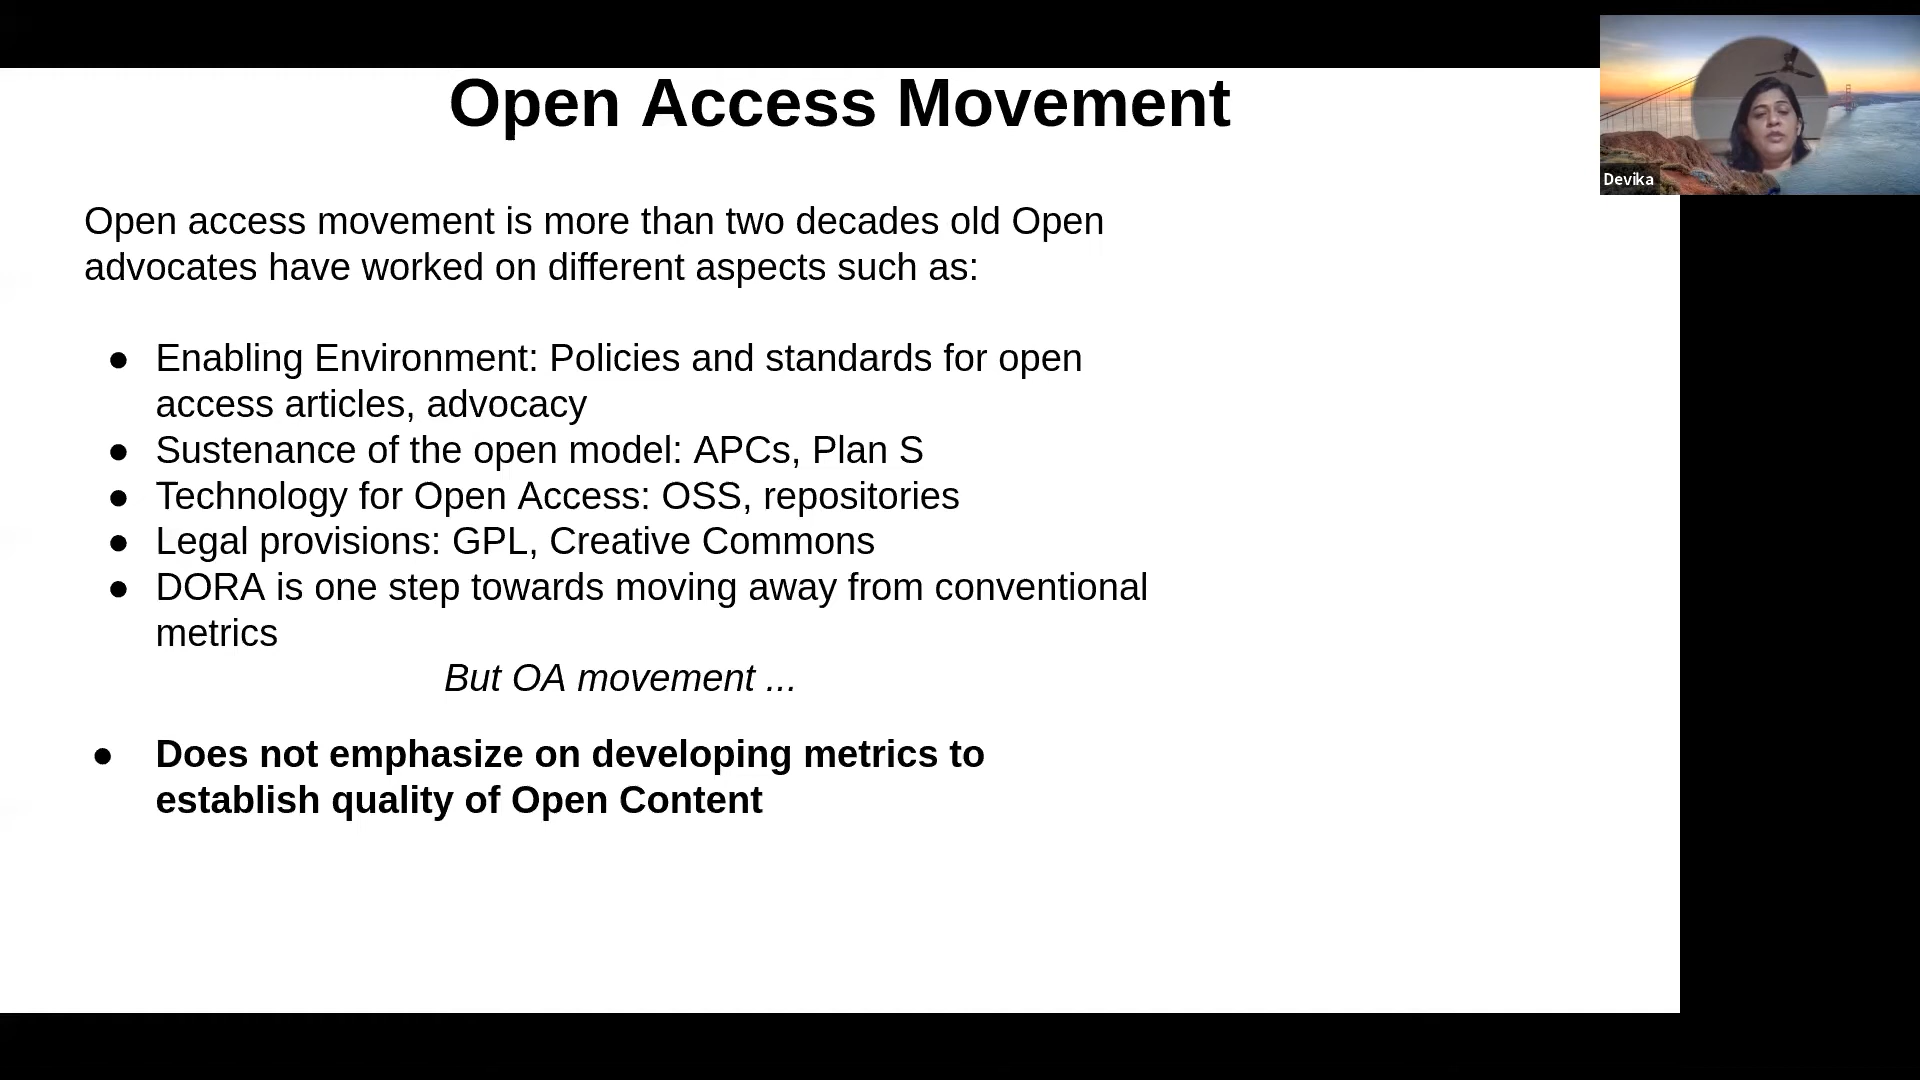 Open Access Movement
Devika
Open access movement is more than two decades old Open
advocates have worked on different aspects such as:
● Enabling Environment: Policies and standards for open
access articles, advocacy
● Sustenance of the open model: APCs, Plan S
● Technology for Open Access: OSS, repositories
● Legal provisions: GPL, Creative Commons
● DORA is one step towards moving away from conventional
metrics
But OA movement ...
● Does not emphasize on developing metrics to
establish quality of Open Content